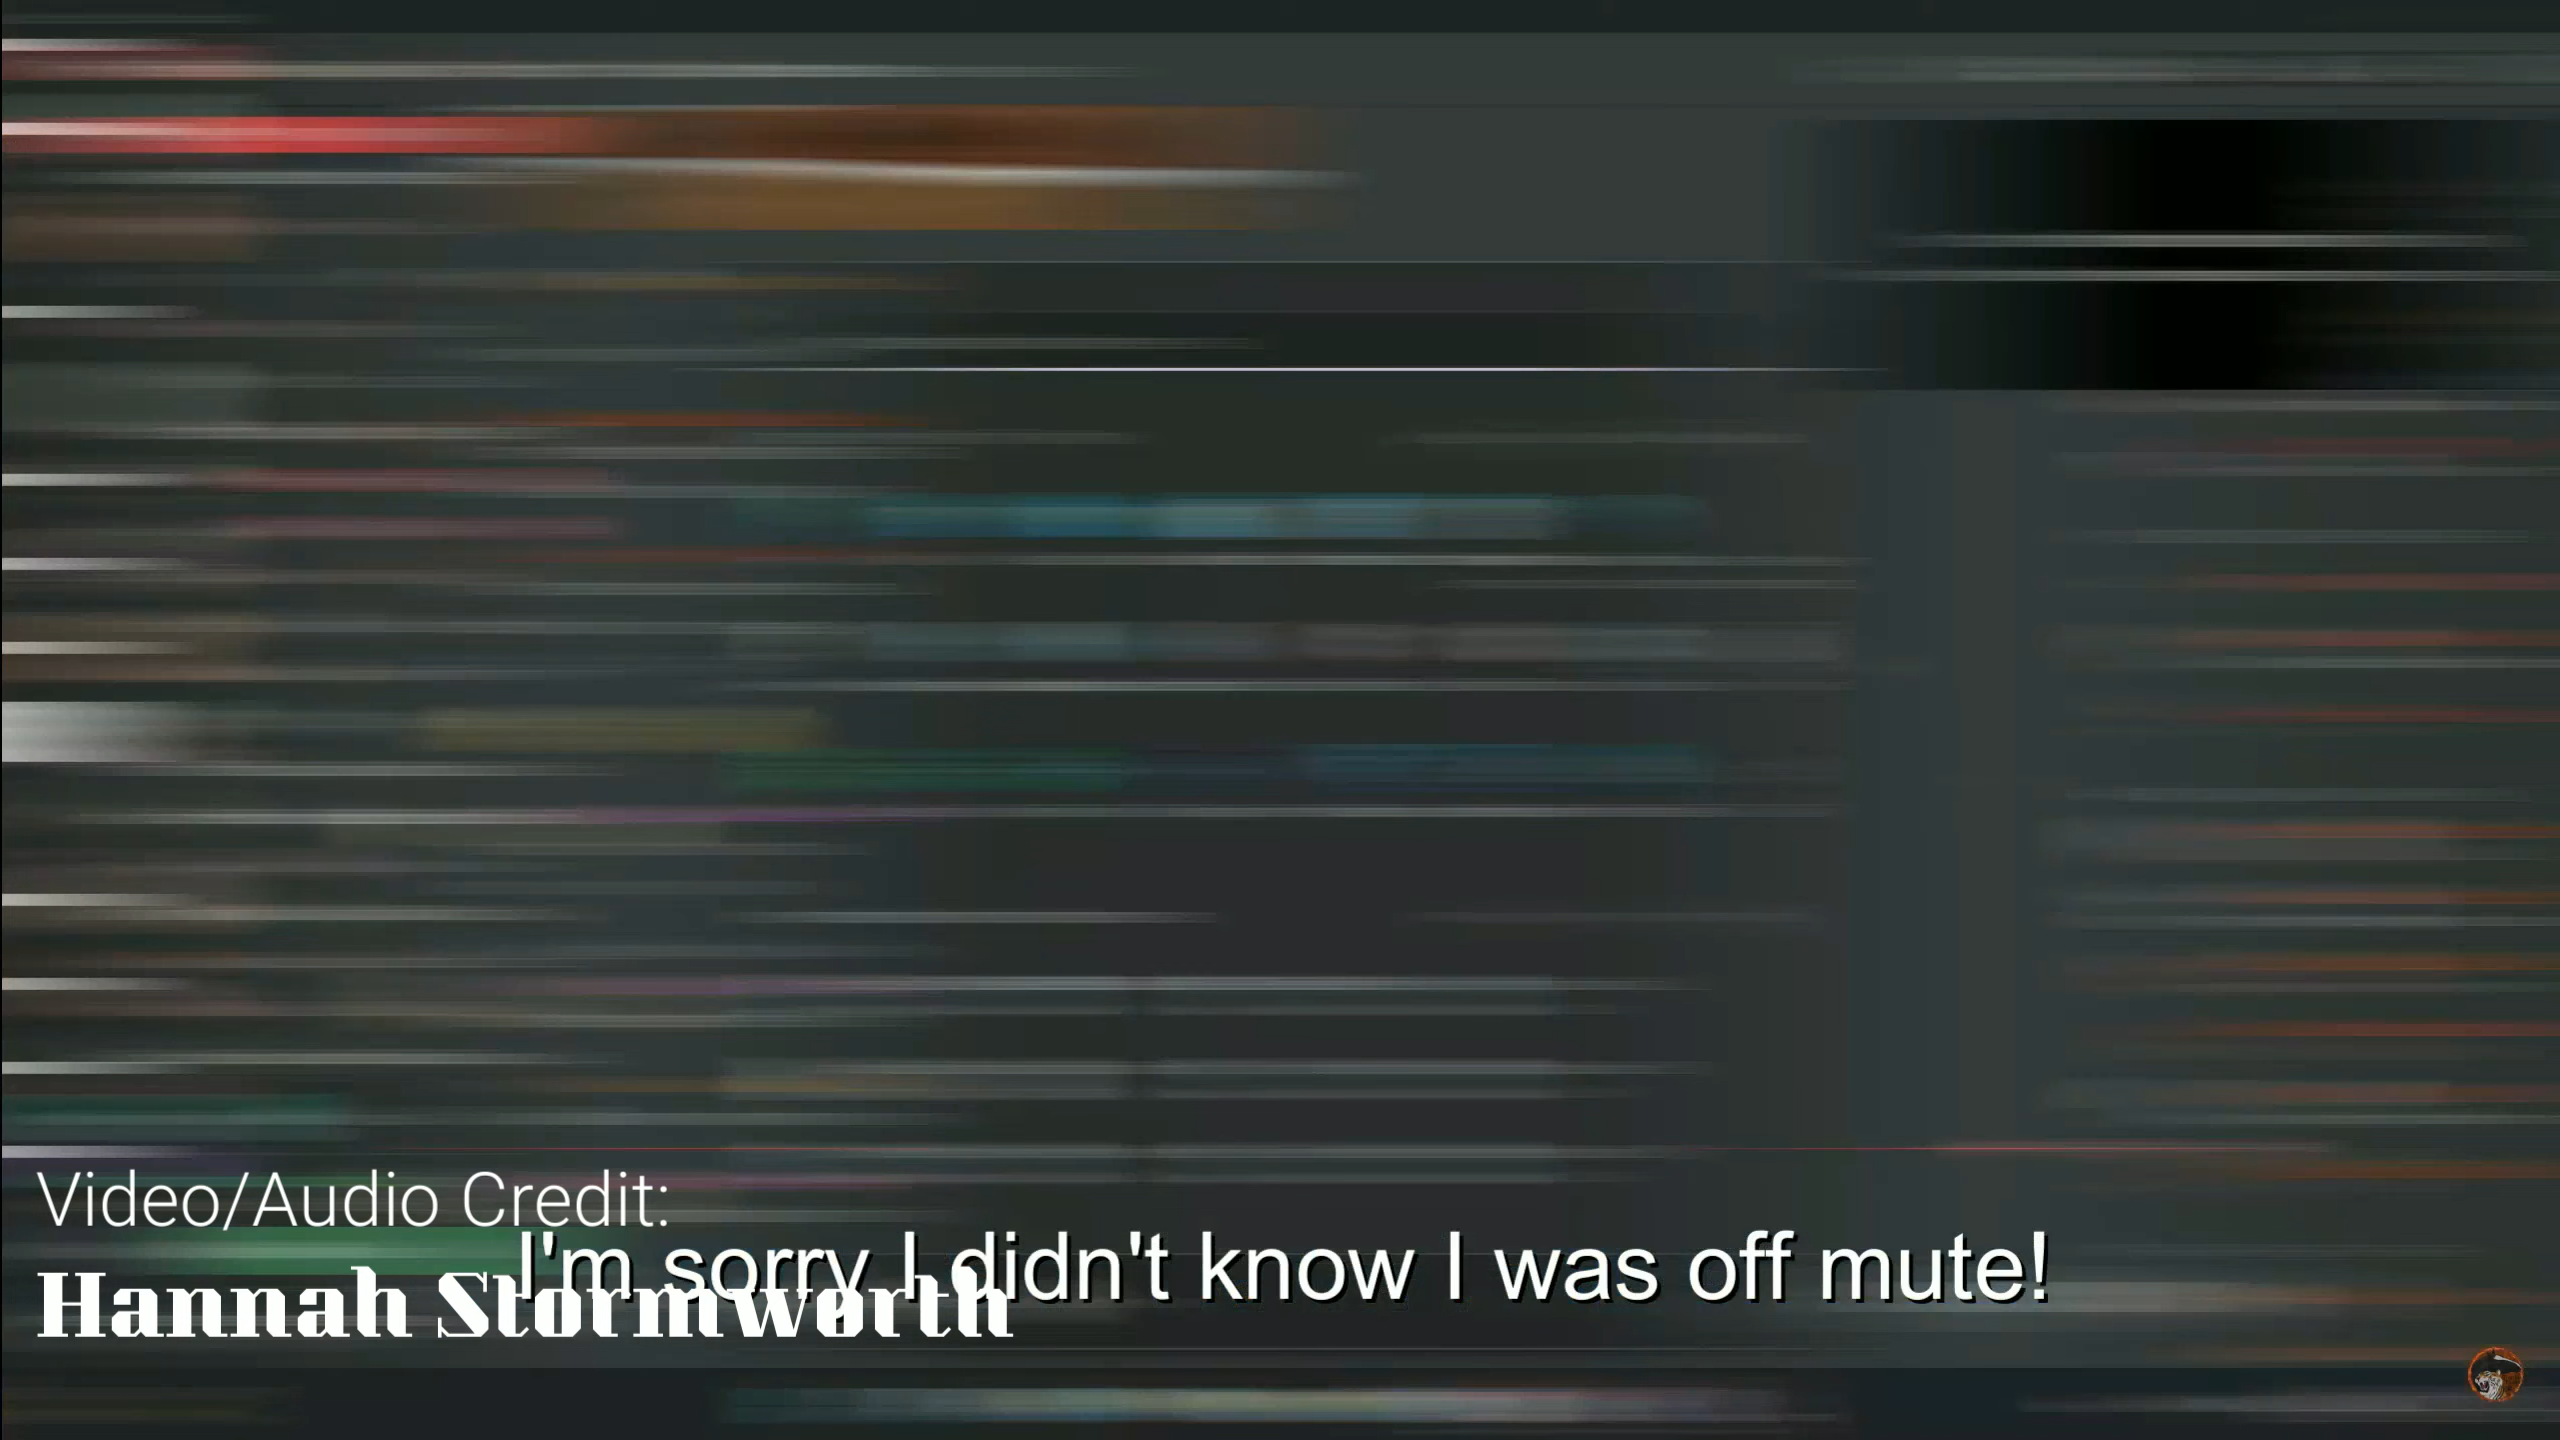 Video/Audio Credit:
I'm sorry I didn't know I was off mute!
Hannah Stormworth